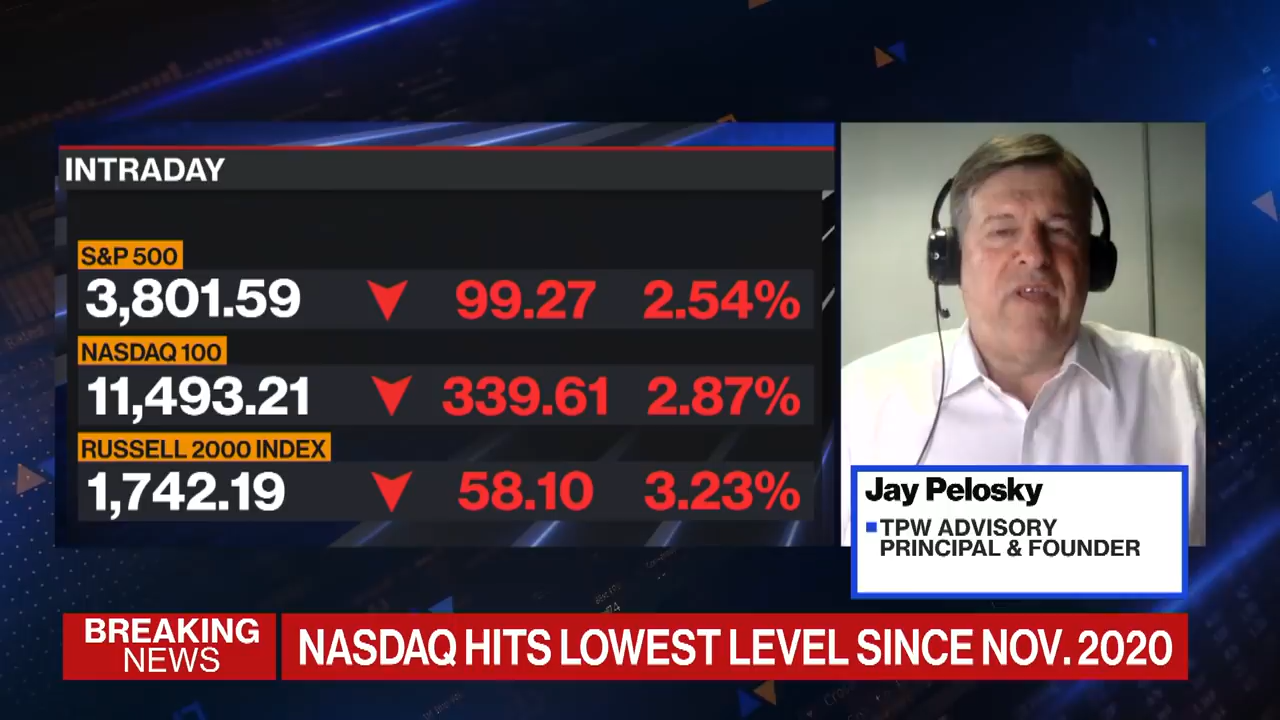 INTRADAY
S&P 500
3,801.59 99.27 2.54%
NASDAQ 100
11,493.21 339.61 2.87%
RUSSELL 2000 INDEX
1,742.19 58.10 3.23%
Jay Pelosky
TPW ADVISORY
PRINCIPAL & FOUNDER
BREAKING
NEWS
NASDAQ HITS LOWEST LEVEL SINCE NOV. 2020